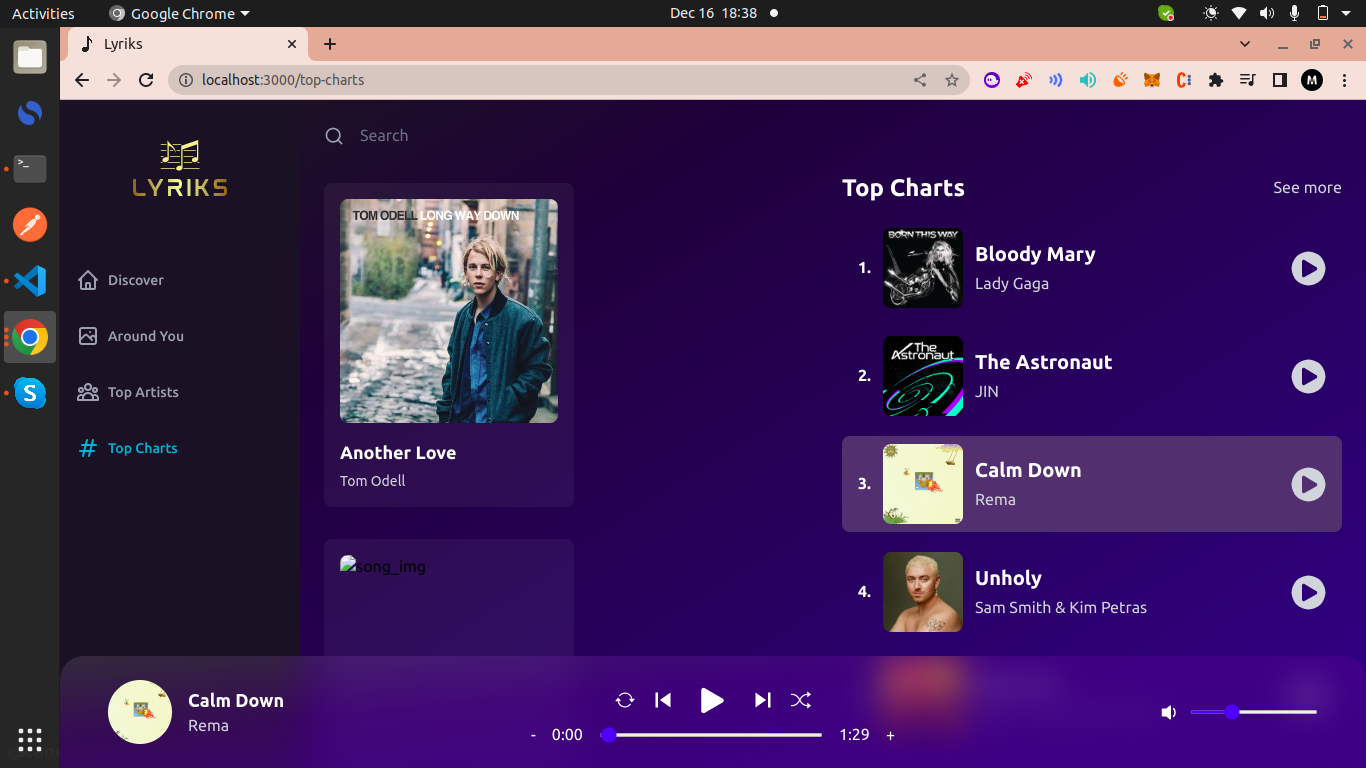 Activities
Google Chrome
Dec 16 18:38
Lyriks
localhost:3000/top-charts
M
LYRIKS
Search
Discover
Around You
Top Artists
Top Charts
TOM ODELL LONG WAY DOWN
Another Love
Tom Odell
song_img
Top Charts
See more
1.
BORN THIS WAY
Bloody Mary
Lady Gaga
2.
The Astronaut
The Astronaut
JIN
3.
Calm Down
Rema
4.
Unholy
Sam Smith & Kim Petras
Calm Down
Rema
- 0:00
1:29 +